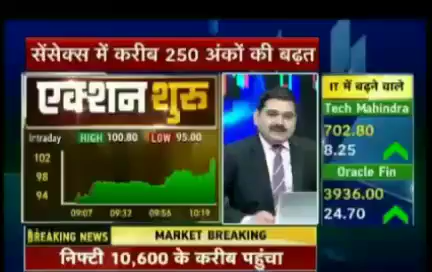 सेंसेक्स में करीब 250 अंकों की बढ़त
एक्शन शुरु
Intraday HIGH 100.80 LOW 95.00
102
98
94
09:07 09:32 09:56 10:19
IT में बढ़ने वाले
Tech Mahindra
702.80
8.25
Oracle Fin
3936.00
24.70
BREAKING NEWS
MARKET BREAKING
निफ्टी 10,600 के करीब पहुंचा